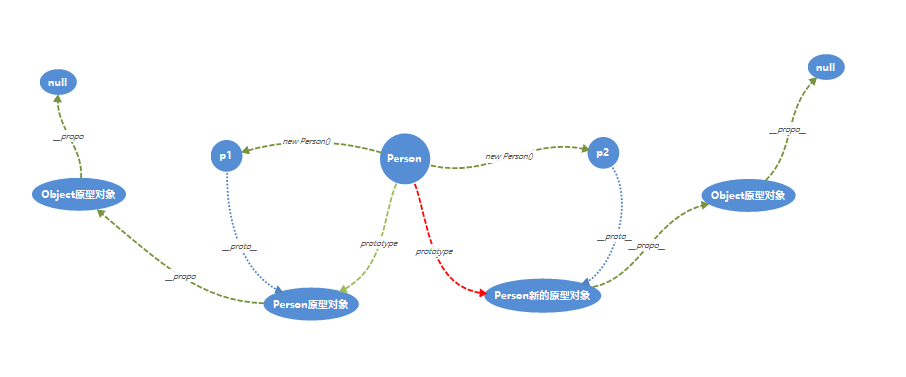 null
null
__propo
__propo__
new Person()
p1
Person
new Person()
p2
Object原型对象
Object原型对象
__proto__
prototype
prototype
__proto__
__propo__
__propo
Person原型对象
Person新的原型对象